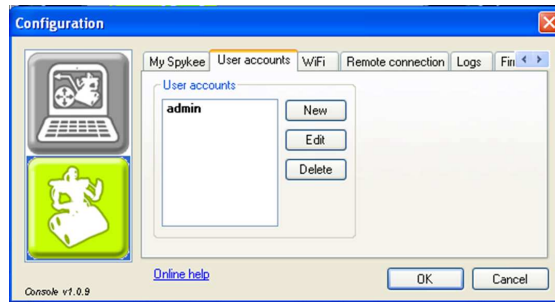 Configuration
My Spykee User accounts WiFi Remote connection Logs
User accounts
admin
New
Edit
Delete
Online help
Console v1.0.9
OK Cancel